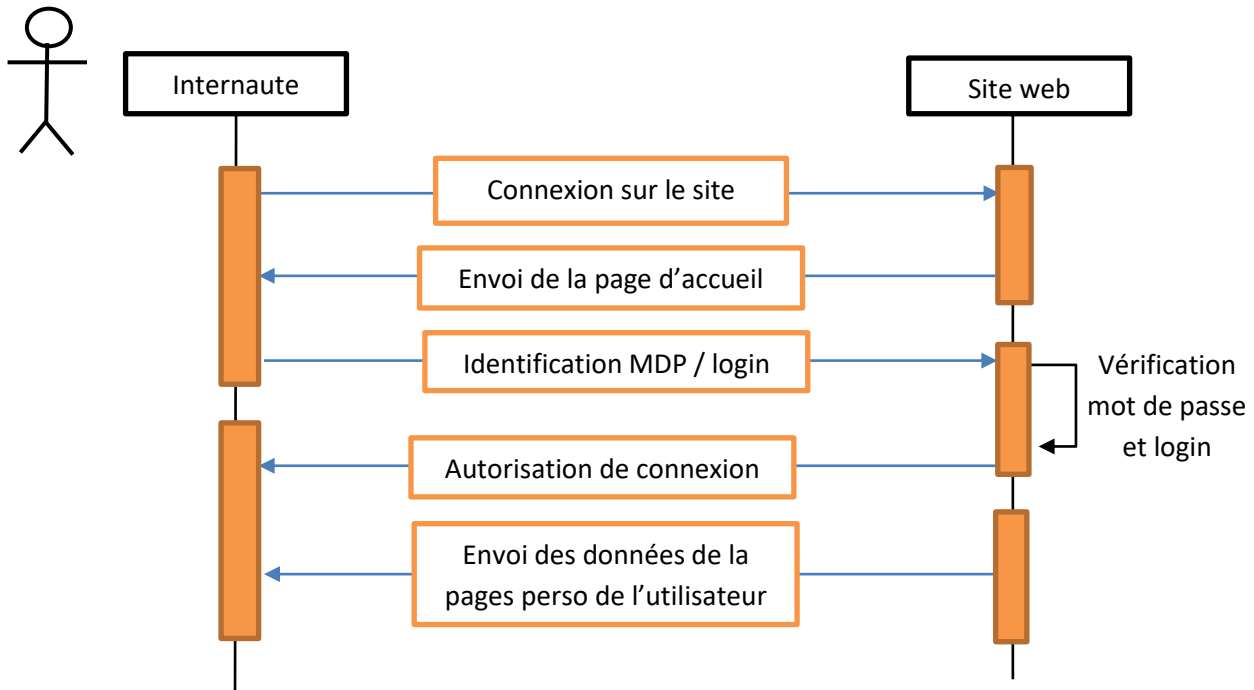 Internaute
Site web
Connexion sur le site
Envoi de la page d’accueil
Identification MDP / login
Vérification
mot de passe
et login
Autorisation de connexion
Envoi des données de la
pages perso de l’utilisateur